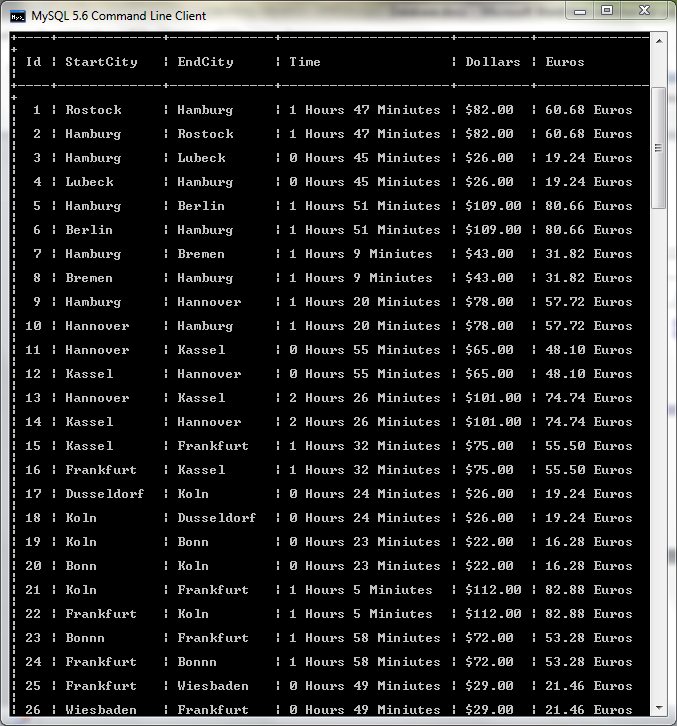 MySQL 5.6 Command Line Client
| Id | StartCity | EndCity | Time | Dollars | Euros
| 1 | Rostock | Hamburg | 1 Hours 47 Miniutes | $82.00 | 60.68 Euros
| 2 | Hamburg | Rostock | 1 Hours 47 Miniutes | $82.00 | 60.68 Euros
| 3 | Hamburg | Lubeck | 0 Hours 45 Miniutes | $26.00 | 19.24 Euros
| 4 | Lubeck | Hamburg | 0 Hours 45 Miniutes | $26.00 | 19.24 Euros
| 5 | Hamburg | Berlin | 1 Hours 51 Miniutes | $109.00 | 80.66 Euros
| 6 | Berlin | Hamburg | 1 Hours 51 Miniutes | $109.00 | 80.66 Euros
| 7 | Hamburg | Bremen | 1 Hours 9 Miniutes | $43.00 | 31.82 Euros
| 8 | Bremen | Hamburg | 1 Hours 9 Miniutes | $43.00 | 31.82 Euros
| 9 | Hamburg | Hannover | 1 Hours 20 Miniutes | $78.00 | 57.72 Euros
| 10 | Hannover | Hamburg | 1 Hours 20 Miniutes | $78.00 | 57.72 Euros
| 11 | Hannover | Kassel | 0 Hours 55 Miniutes | $65.00 | 48.10 Euros
| 12 | Kassel | Hannover | 0 Hours 55 Miniutes | $65.00 | 48.10 Euros
| 13 | Hannover | Kassel | 2 Hours 26 Miniutes | $101.00 | 74.74 Euros
| 14 | Kassel | Hannover | 2 Hours 26 Miniutes | $101.00 | 74.74 Euros
| 15 | Kassel | Frankfurt | 1 Hours 32 Miniutes | $75.00 | 55.50 Euros
| 16 | Frankfurt | Kassel | 1 Hours 32 Miniutes | $75.00 | 55.50 Euros
| 17 | Dusseldorf | Koln | 0 Hours 24 Miniutes | $26.00 | 19.24 Euros
| 18 | Koln | Dusseldorf | 0 Hours 24 Miniutes | $26.00 | 19.24 Euros
| 19 | Koln | Bonn | 0 Hours 23 Miniutes | $22.00 | 16.28 Euros
| 20 | Bonn | Koln | 0 Hours 23 Miniutes | $22.00 | 16.28 Euros
| 21 | Koln | Frankfurt | 1 Hours 5 Miniutes | $112.00 | 82.88 Euros
| 22 | Frankfurt | Koln | 1 Hours 5 Miniutes | $112.00 | 82.88 Euros
| 23 | Bonnn | Frankfurt | 1 Hours 58 Miniutes | $72.00 | 53.28 Euros
| 24 | Frankfurt | Bonnn | 1 Hours 58 Miniutes | $72.00 | 53.28 Euros
| 25 | Frankfurt | Wiesbaden | 0 Hours 49 Miniutes | $29.00 | 21.46 Euros
| 26 | Wiesbaden | Frankfurt | 0 Hours 49 Miniutes | $29.00 | 21.46 Euros